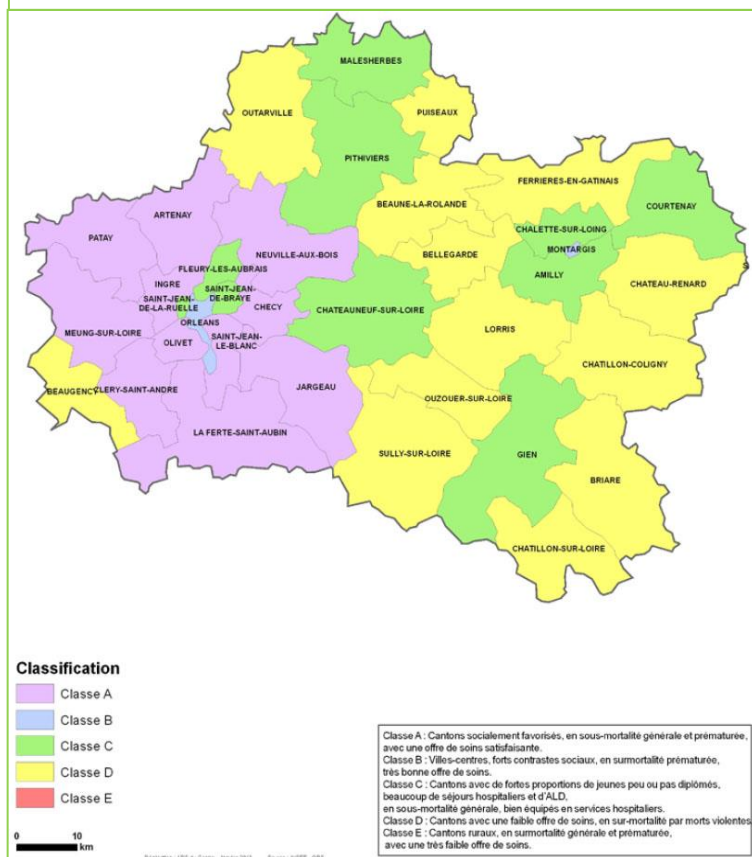 MALESHERBES
OUTARVILLE
PUISEAUX
PITHIVIERS
FERRIERES-EN-GATINAIS
BEAUNE-LA-ROLANDE
COURTENAY
ARTENAY
CHALETTE-SUR-LOING
PATAY
MONTARGIS
NEUVILLE-AUX-BOIS
BELLEGARDE
FLEURY-LES-AUBRAIS
AMILLY
CHATEAU-RENARD
INGRE
SAINT-JEAN-
DE-BRAYE
SAINT-JEAN-
DE-LA-RUELLE
CHECY
CHATEAUNEUF-SUR-LOIRE
ORLEANS
LORRIS
MEUNG-SUR-LOIRE
SAINT-JEAN-
LE-BLANC
OLIVET
CHATILLON-COLIGNY
BEAUGENCY
CLERY-SAINT-ANDRE
JARGEAU
OUZOUER-SUR-LOIRE
LA FERTE-SAINT-AUBIN
SULLY-SUR-LOIRE
GIEN
BRIARE
CHATILLON-SUR-LOIRE
Classification
Classe A
Classe B
Classe C
Classe D
Classe E
0 10
km
Classe A : Cantons socialement favorisés, en sous-mortalité générale et prématurée,
avec une offre de soins satisfaisante.
Classe B : Villes-centres, forts contrastes sociaux, en surmortalité prématurée,
très bonne offre de soins.
Classe C : Cantons avec de fortes proportions de jeunes peu ou pas diplômés,
beaucoup de séjours hospitaliers et d'ALD,
en sous-mortalité générale, bien équipés en services hospitaliers.
Classe D : Cantons avec une faible offre de soins, en sur-mortalité par morts violentes
Classe E : Cantons ruraux, en surmortalité générale et prématurée,
avec une très faible offre de soins.